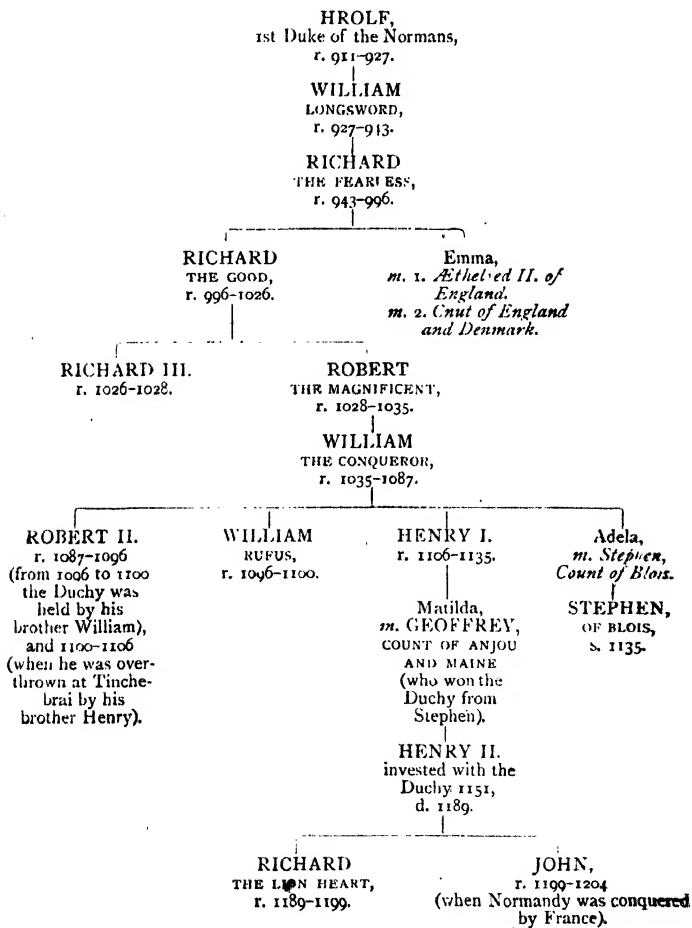 HROLF,
1st Duke of the Normans,
r. 911-927.
WILLIAM
LONGSWORD,
r. 927-943.
RICHARD
THE FEARLESS,
r. 943-996.
RICHARD
THE GOOD,
r. 996-1026.
Emma,
m. 1. Æthelred II. of
England.
m. 2. Cnut of England
and Denmark.
RICHARD III.
r. 1026-1028.
ROBERT
THR MAGNIFICENT,
r. 1028-1035.
WILLIAM
THE CONQUEROR,
r. 1035-1087.
ROBERT II.
r. 1087-1096
(from 1096 to 1100
the Duchy was
held by his
brother William),
and 1100-1106
(when he was over-
thrown at Tinche-
brai by his
brother Henry).
WILLIAM
RUFUS,
r. 1096-1100.
HENRY I.
r. 1106-1135.
Matilda,
m. GEOFFREY,
COUNT OF ANJOU
AND MAINE
(who won the
Duchy from
Stephen).
HENRY II.
invested with the
Duchy 1151,
d. 1189.
Adela,
m. Stephen,
Count of Blois.
STEPHEN,
OF BLOIS,
s. 1135.
RICHARD
THE LION HEART,
r. 1189-1199.
JOHN,
r. 1199-1204
(when Normandy was conquered
by France).